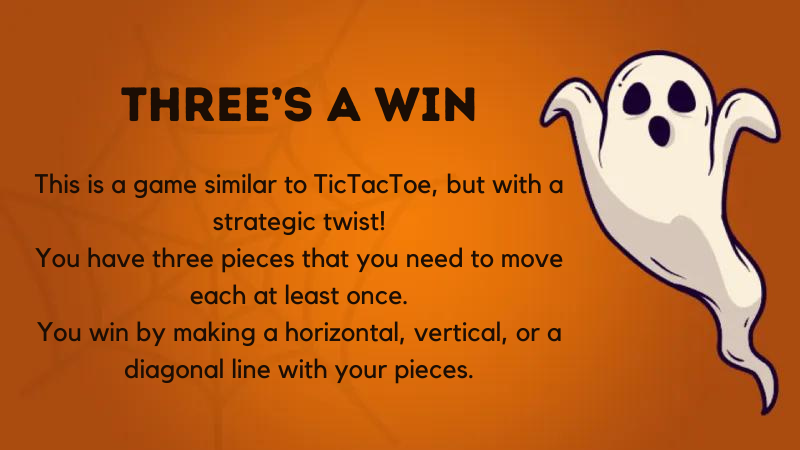 THREE'S A WIN
This is a game similar to TicTacToe, but with a
strategic twist!
You have three pieces that you need to move
each at least once.
You win by making a horizontal, vertical, or a
diagonal line with your pieces.